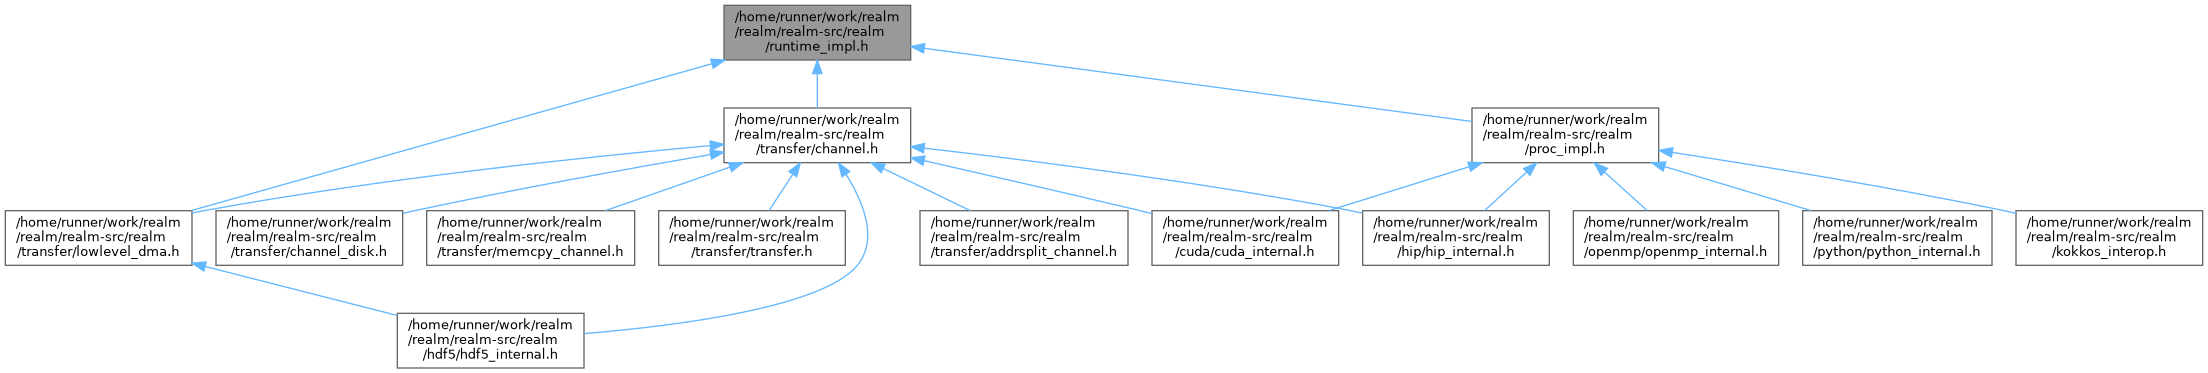 /home/runner/work/realm
/realm/realm-src/realm
/runtime_impl.h
/home/runner/work/realm
/realm/realm-src/realm
/transfer/channel.h
/home/runner/work/realm
/realm/realm-src/realm
/proc_impl.h
/home/runner/work/realm
/realm/realm-src/realm
/transfer/lowlevel_dma.h
/home/runner/work/realm
/realm/realm-src/realm
/transfer/channel_disk.h
/home/runner/work/realm
/realm/realm-src/realm
/transfer/memcpy_channel.h
/home/runner/work/realm
/realm/realm-src/realm
/transfer/transfer.h
/home/runner/work/realm
/realm/realm-src/realm
/transfer/addrsplit_channel.h
/home/runner/work/realm
/realm/realm-src/realm
/cuda/cuda_internal.h
/home/runner/work/realm
/realm/realm-src/realm
/hip/hip_internal.h
/home/runner/work/realm
/realm/realm-src/realm
/openmp/openmp_internal.h
/home/runner/work/realm
/realm/realm-src/realm
/python/python_internal.h
/home/runner/work/realm
/realm/realm-src/realm
/kokkos_interop.h
/home/runner/work/realm
/realm/realm-src/realm
/hdf5/hdf5_internal.h